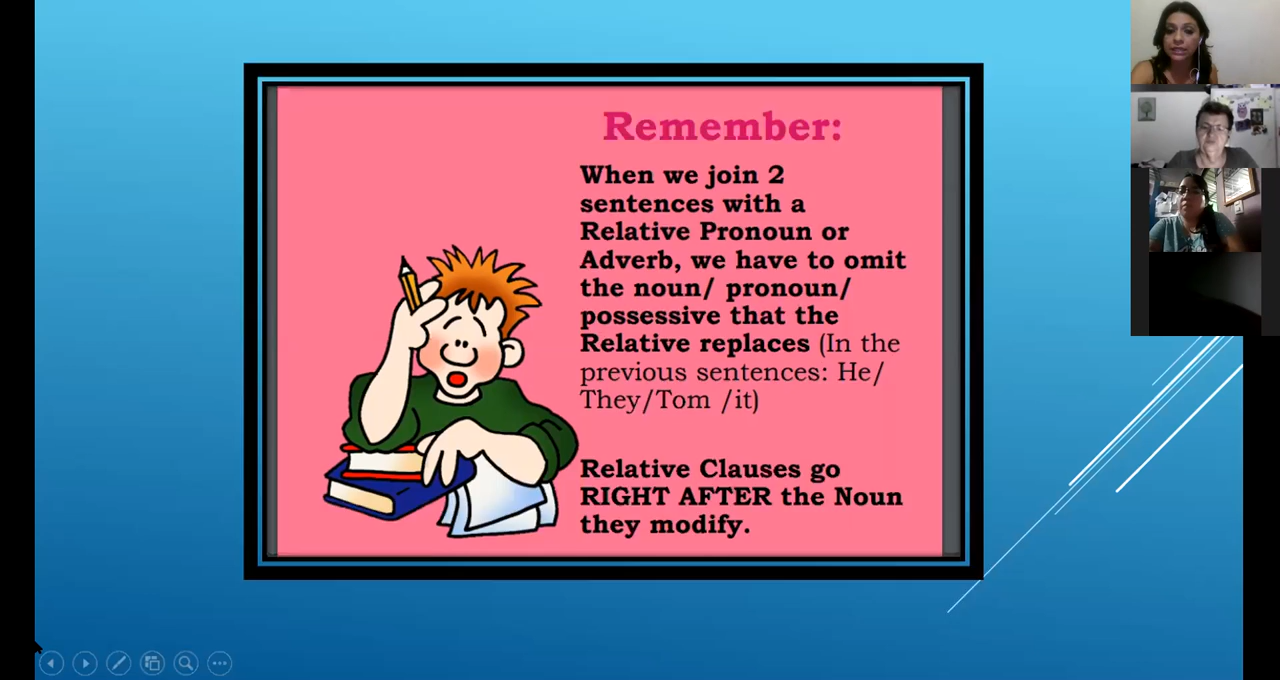 Remember:
When we join 2
sentences with a
Relative Pronoun or
Adverb, we have to omit
the noun/ pronoun/
possessive that the
Relative replaces (In the
previous sentences: He/
They/Tom /it)
Relative Clauses go
RIGHT AFTER the Noun
they modify.